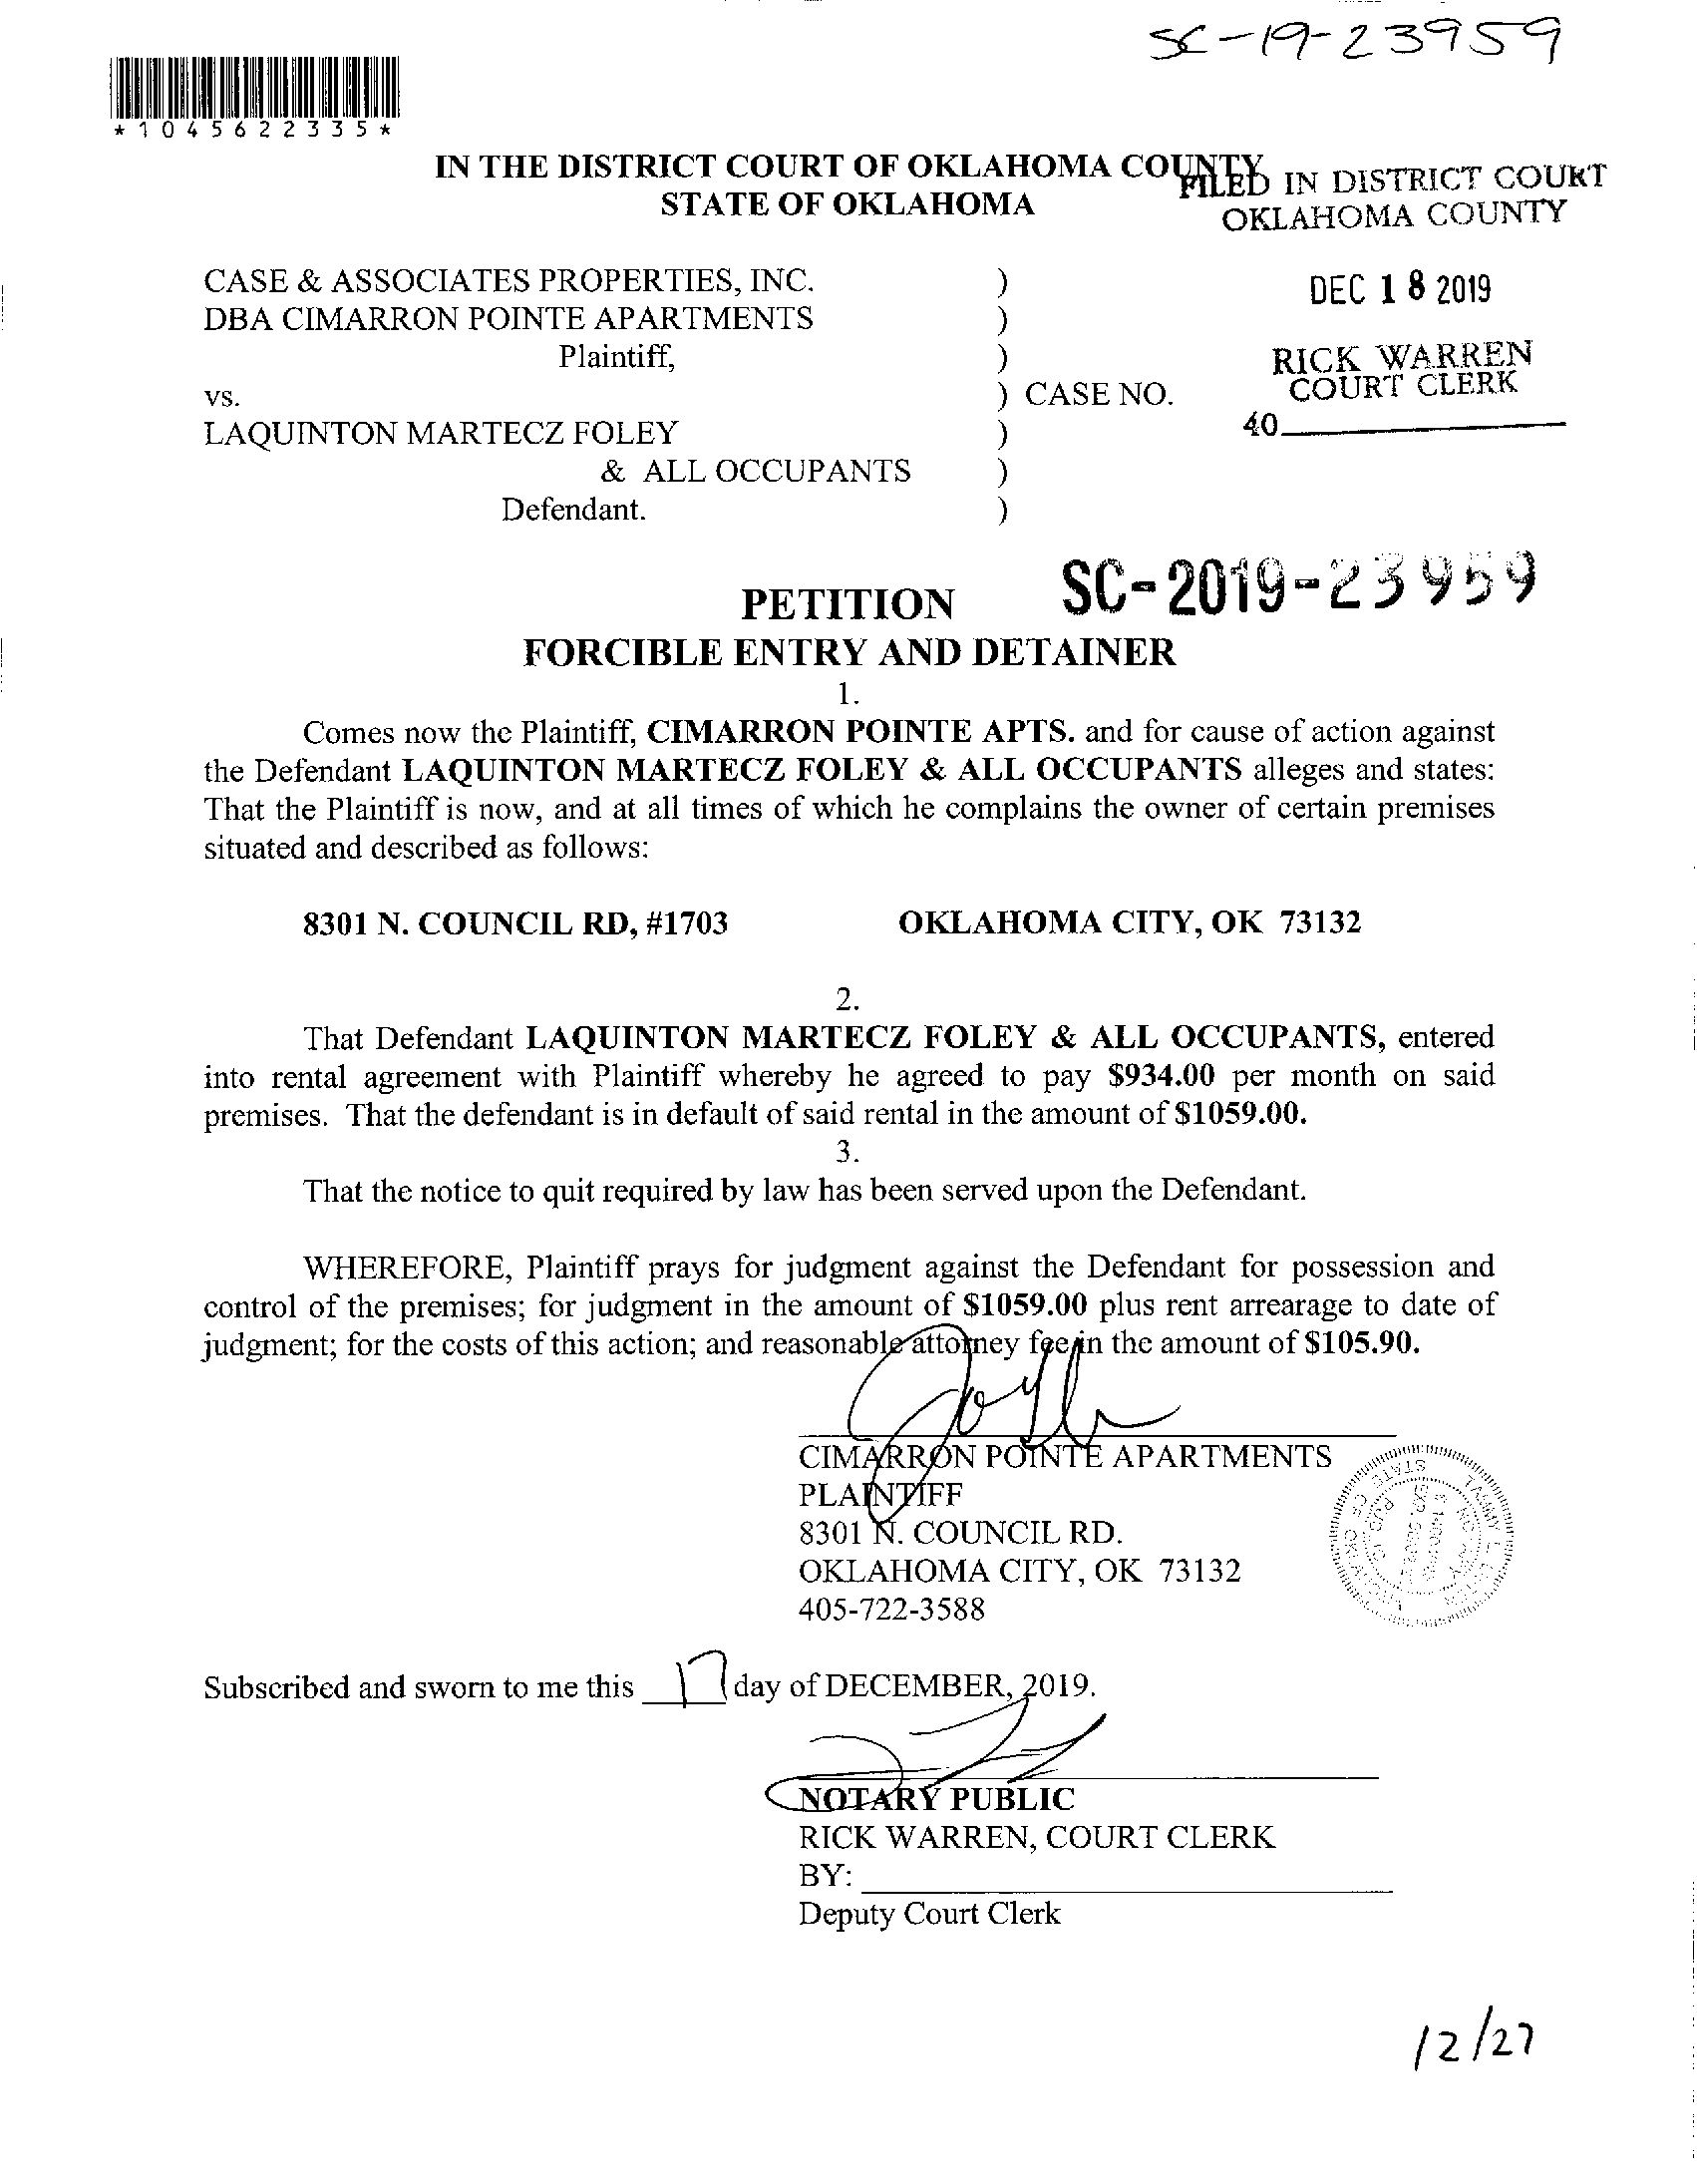 SC-19-23959
*1045622335*
IN THE DISTRICT COURT OF OKLAHOMA COUNTY
STATE OF OKLAHOMA
FILED IN DISTRICT COURT
OKLAHOMA COUNTY
DEC 18 2019
RICK WARREN
COURT CLERK
40
CASE & ASSOCIATES PROPERTIES, INC. )
DBA CIMARRON POINTE APARTMENTS )
Plaintiff, )
vs. ) CASE NO.
LAQUINTON MARTECZ FOLEY )
& ALL OCCUPANTS )
Defendant. )
SC-2019-23959
PETITION
FORCIBLE ENTRY AND DETAINER
1.
Comes now the Plaintiff, CIMARRON POINTE APTS. and for cause of action against
the Defendant LAQUINTON MARTECZ FOLEY & ALL OCCUPANTS alleges and states:
That the Plaintiff is now, and at all times of which he complains the owner of certain premises
situated and described as follows:
8301 N. COUNCIL RD, #1703 OKLAHOMA CITY, OK 73132
2.
That Defendant LAQUINTON MARTECZ FOLEY & ALL OCCUPANTS, entered
into rental agreement with Plaintiff whereby he agreed to pay $934.00 per month on said
premises. That the defendant is in default of said rental in the amount of $1059.00.
3.
That the notice to quit required by law has been served upon the Defendant.
WHEREFORE, Plaintiff prays for judgment against the Defendant for possession and
control of the premises; for judgment in the amount of $1059.00 plus rent arrearage to date of
judgment; for the costs of this action; and reasonable attorney fee in the amount of $105.90.
CIMARRON POINTE APARTMENTS
PLAINTIFF
8301 N. COUNCIL RD.
OKLAHOMA CITY, OK 73132
405-722-3588
Subscribed and sworn to me this 17 day of DECEMBER, 2019.
NOTARY PUBLIC
RICK WARREN, COURT CLERK
BY:
Deputy Court Clerk
12/27